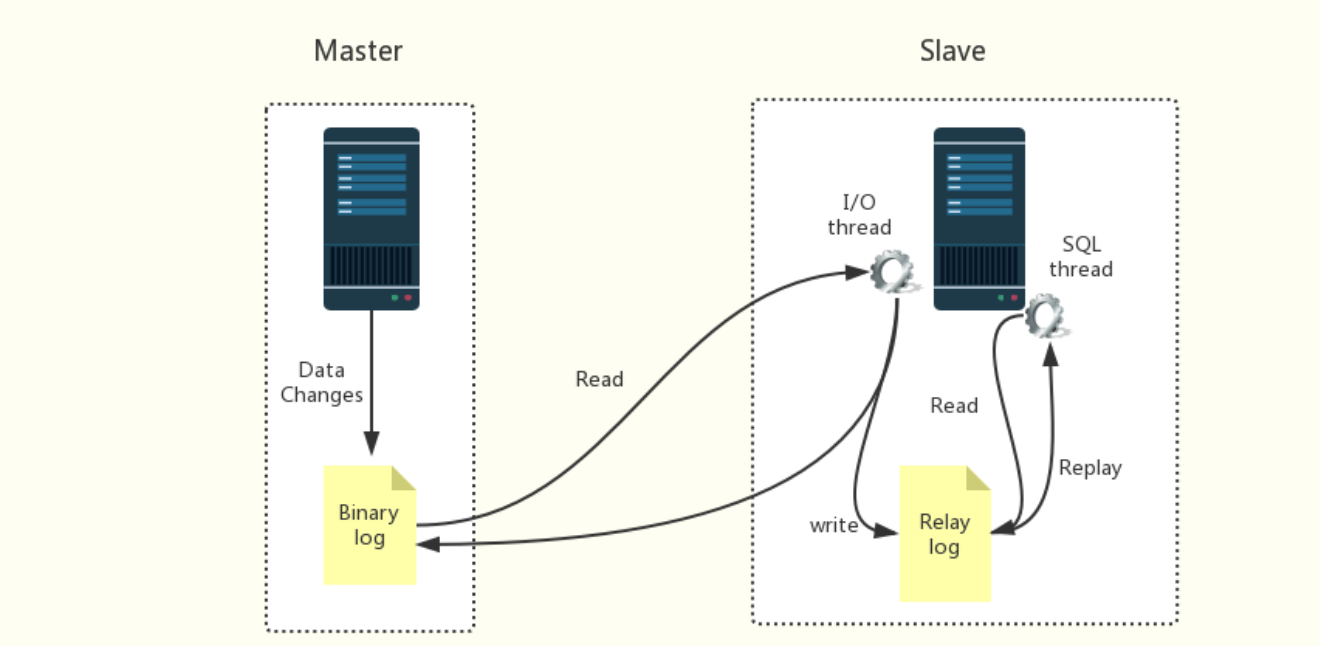 Master
Slave
I/O
thread
SQL
thread
Data
Changes
Read
Read
Replay
Binary
log
write
Relay
log